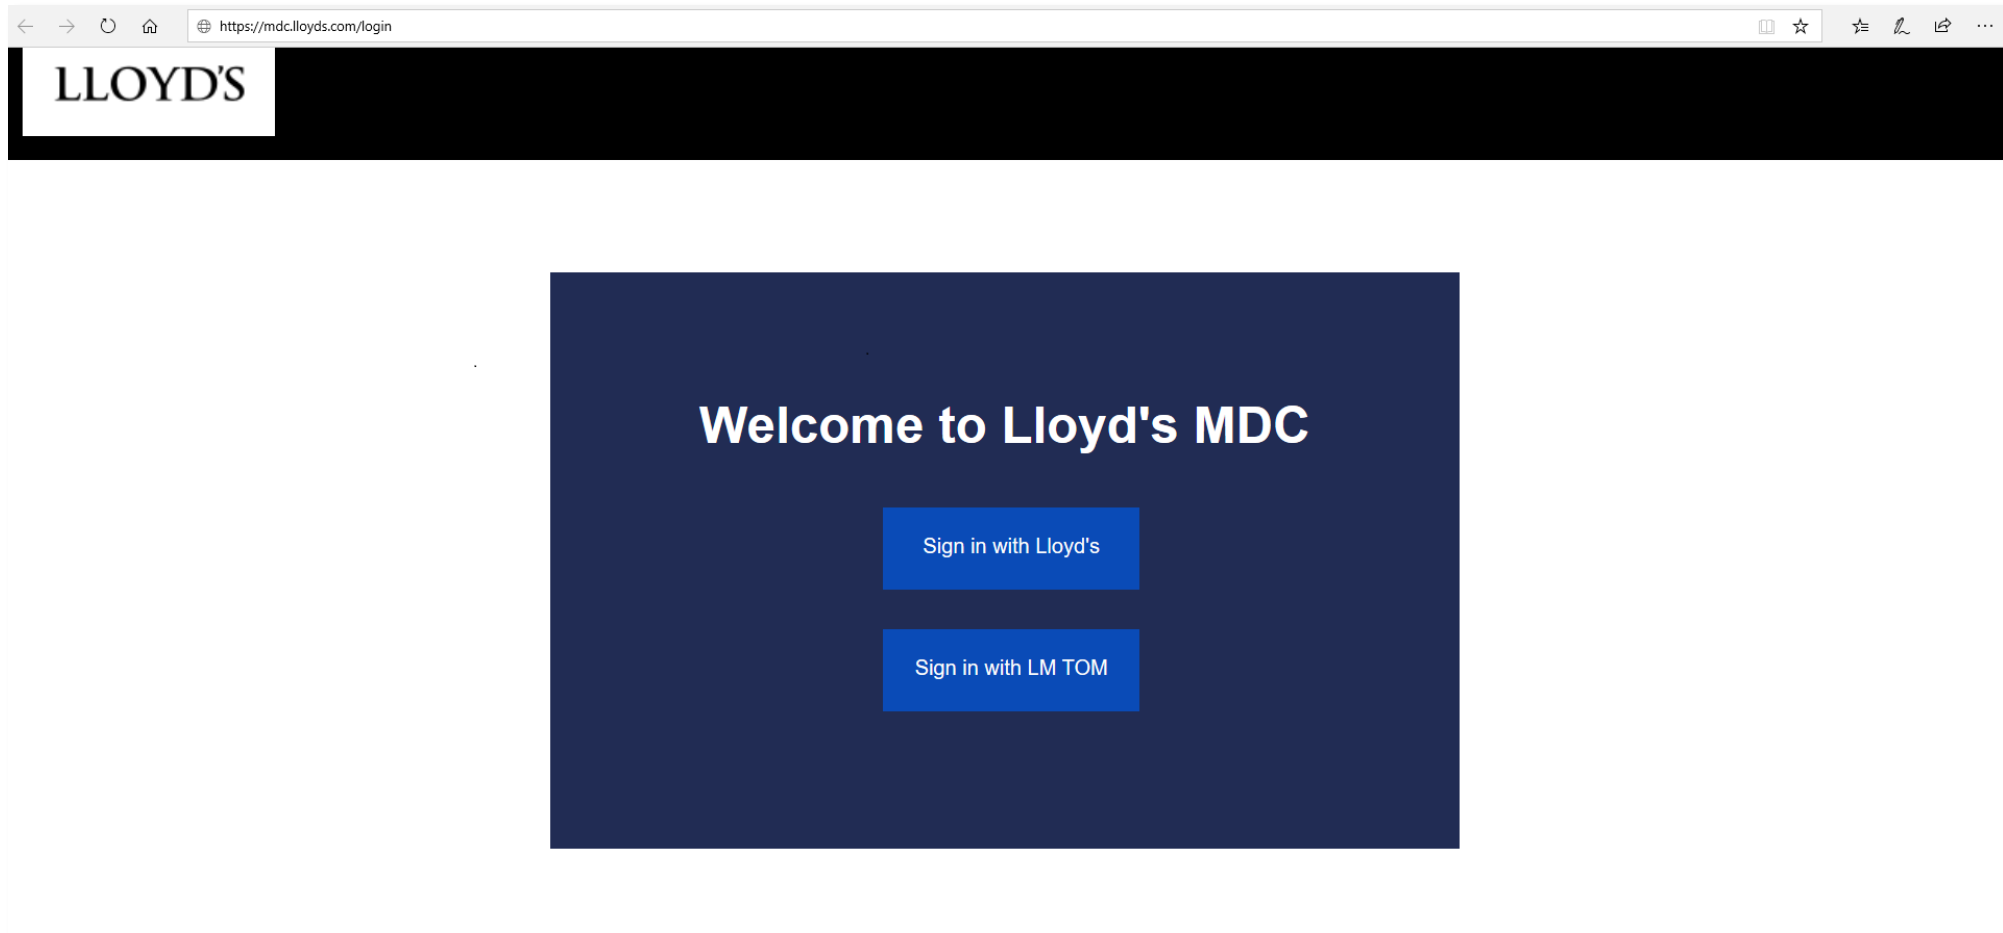 https://mdc.lloyds.com/login
LLOYD'S
Welcome to Lloyd's MDC
Sign in with Lloyd's
Sign in with LM TOM